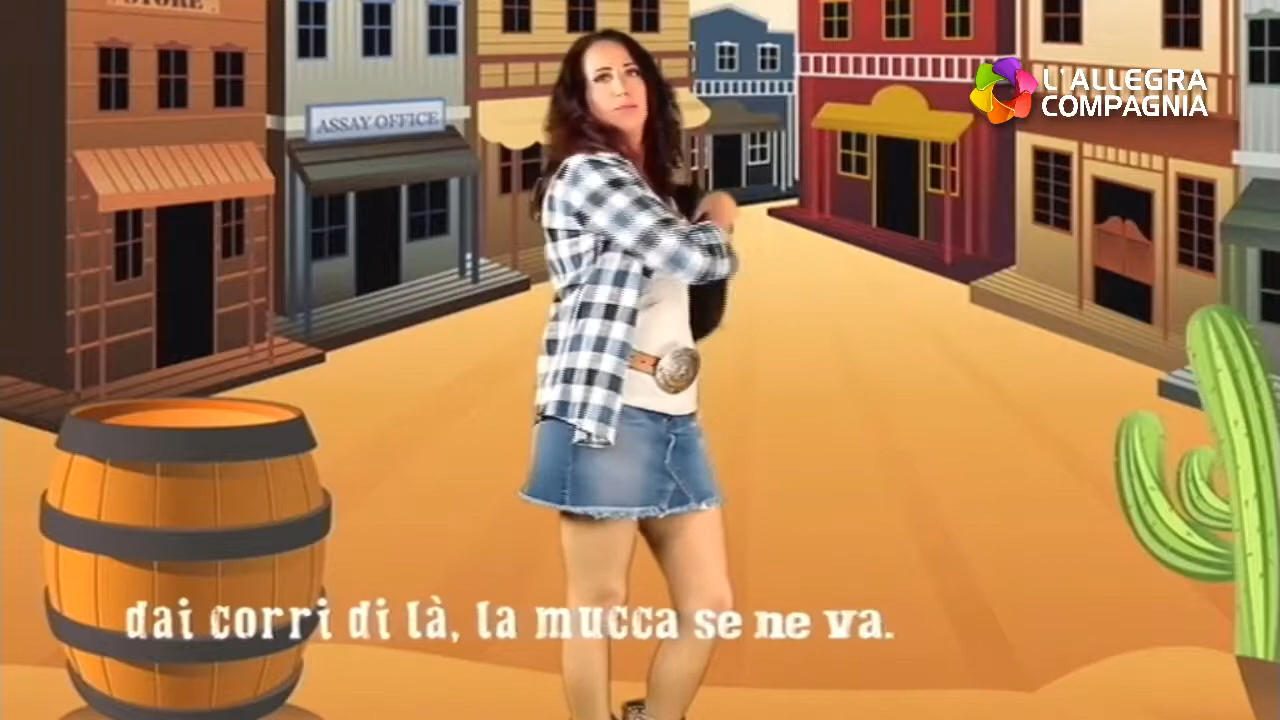 STORE
ASSAY OFFICE
L'ALLEGRA
COMPAGNIA
dai corri di là, la mucca se ne va.